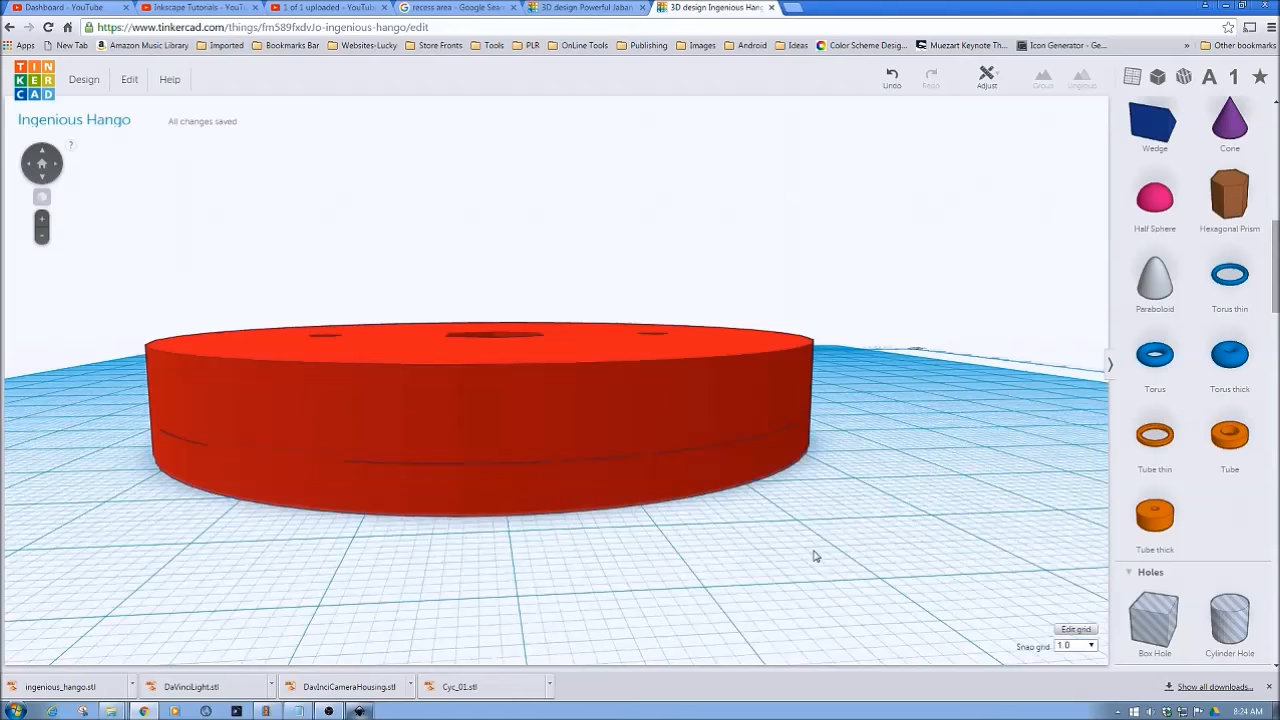 Dashboard - YouTube
Inkscape Tutorials - YouTu
1 of 1 uploaded - YouTube
recess area - Google Sear
3D design Powerful Jaban
3D design Ingenious Hang
https://www.tinkercad.com/things/fm589fxdvJo-ingenious-hango/edit
Apps New Tab Amazon Music Library Imported Bookmarks Bar Websites-Lucky Store Fronts Tools PLR OnLine Tools Publishing Images Android Ideas Color Scheme Desig... Muezart Keynote Th... Icon Generator - Ge... » Other bookmarks
TIN
KER
CAD
Design Edit Help
Undo Redo Adjust Group Ungroup
A 1
Ingenious Hango All changes saved
?
+
-
Wedge Cone
Half Sphere Hexagonal Prism
Paraboloid Torus thin
Torus Torus thick
Tube thin Tube
Tube thick
Holes
Box Hole Cylinder Hole
Edit grid
Snap grid 1.0
ingenious_hango.stl DaVinciLight.stl DavInciCameraHousing.stl Cyc_01.stl Show all downloads...
8:24 AM